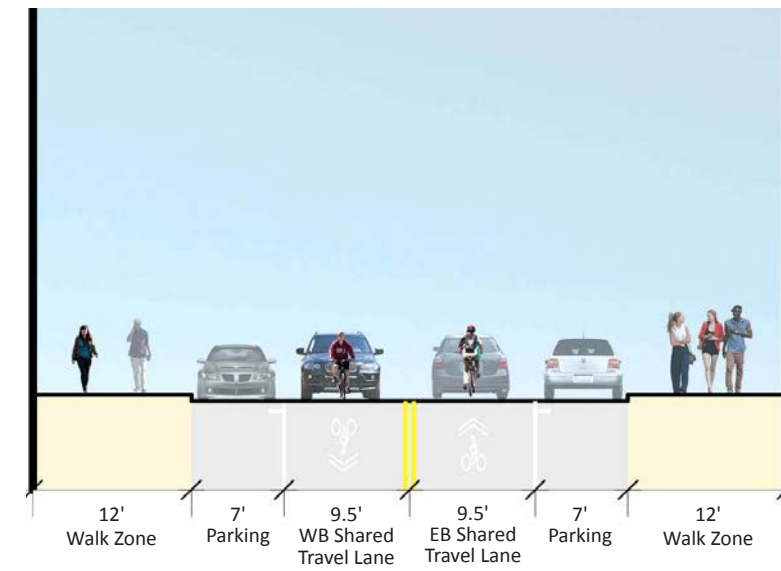 12'
Walk Zone
7'
Parking
9.5'
WB Shared
Travel Lane
9.5'
EB Shared
Travel Lane
7'
Parking
12'
Walk Zone